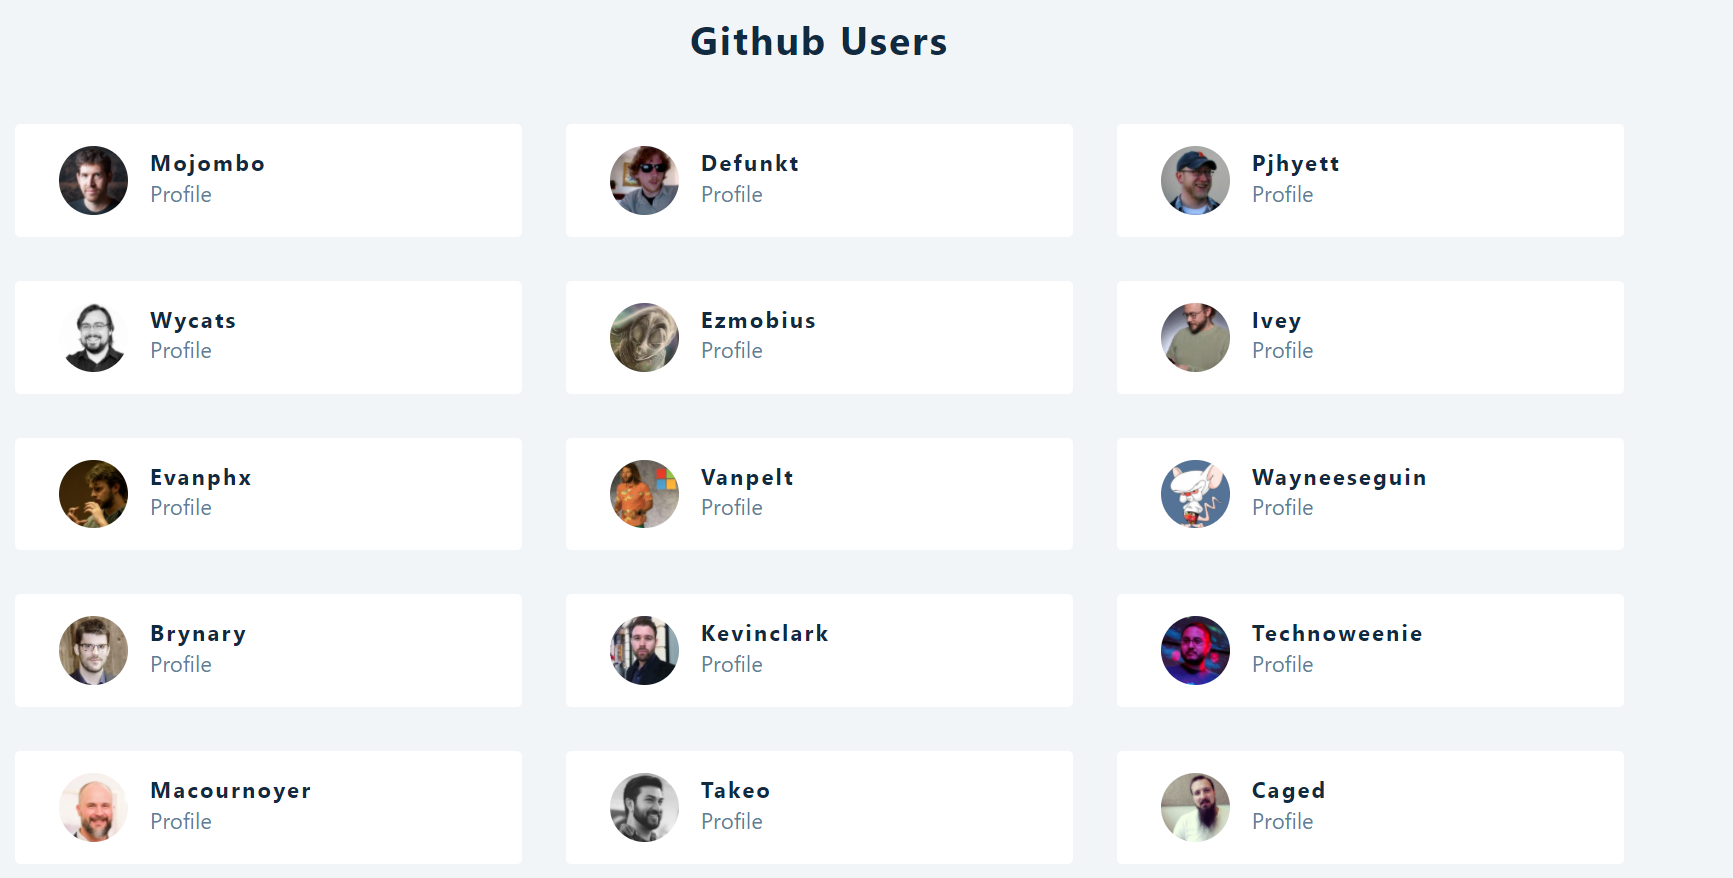 Github Users
Mojombo
Profile
Defunkt
Profile
Pjhyett
Profile
Wycats
Profile
Ezmobius
Profile
Ivey
Profile
Evanphx
Profile
Vanpelt
Profile
Wayneeseguin
Profile
Brynary
Profile
Kevinclark
Profile
Technoweenie
Profile
Macournoyer
Profile
Takeo
Profile
Caged
Profile